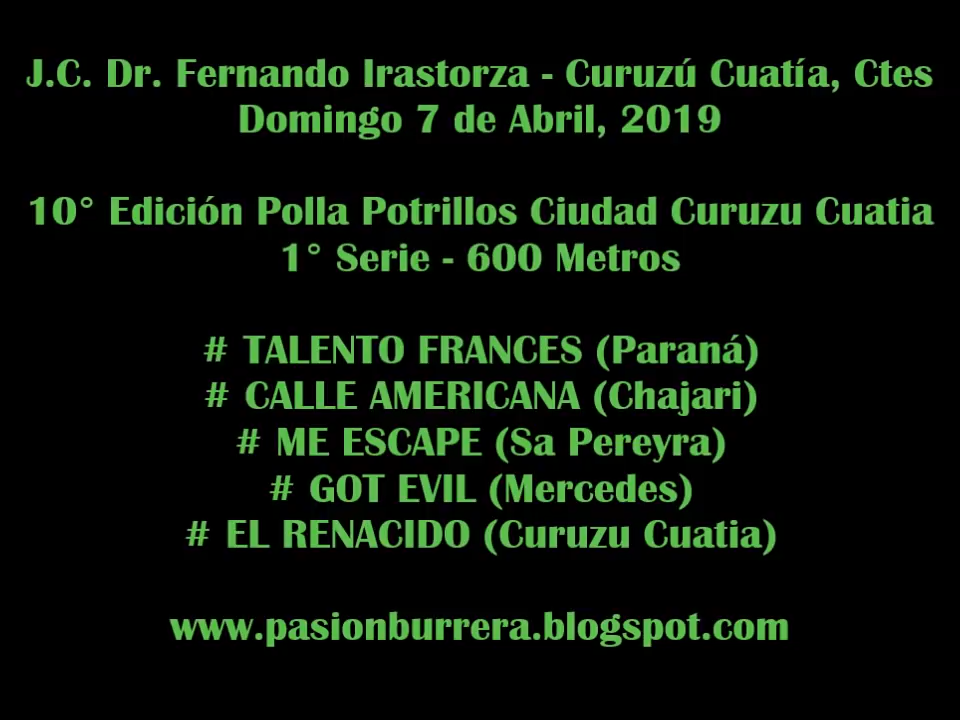 J.C. Dr. Fernando Irastorza - Curuzú Cuatía, Ctes
Domingo 7 de Abril, 2019
10° Edición Polla Potrillos Ciudad Curuzu Cuatia
1° Serie - 600 Metros
# TALENTO FRANCES (Paraná)
# CALLE AMERICANA (Chajari)
# ME ESCAPE (Sa Pereyra)
# GOT EVIL (Mercedes)
# EL RENACIDO (Curuzu Cuatia)
www.pasionburrera.blogspot.com